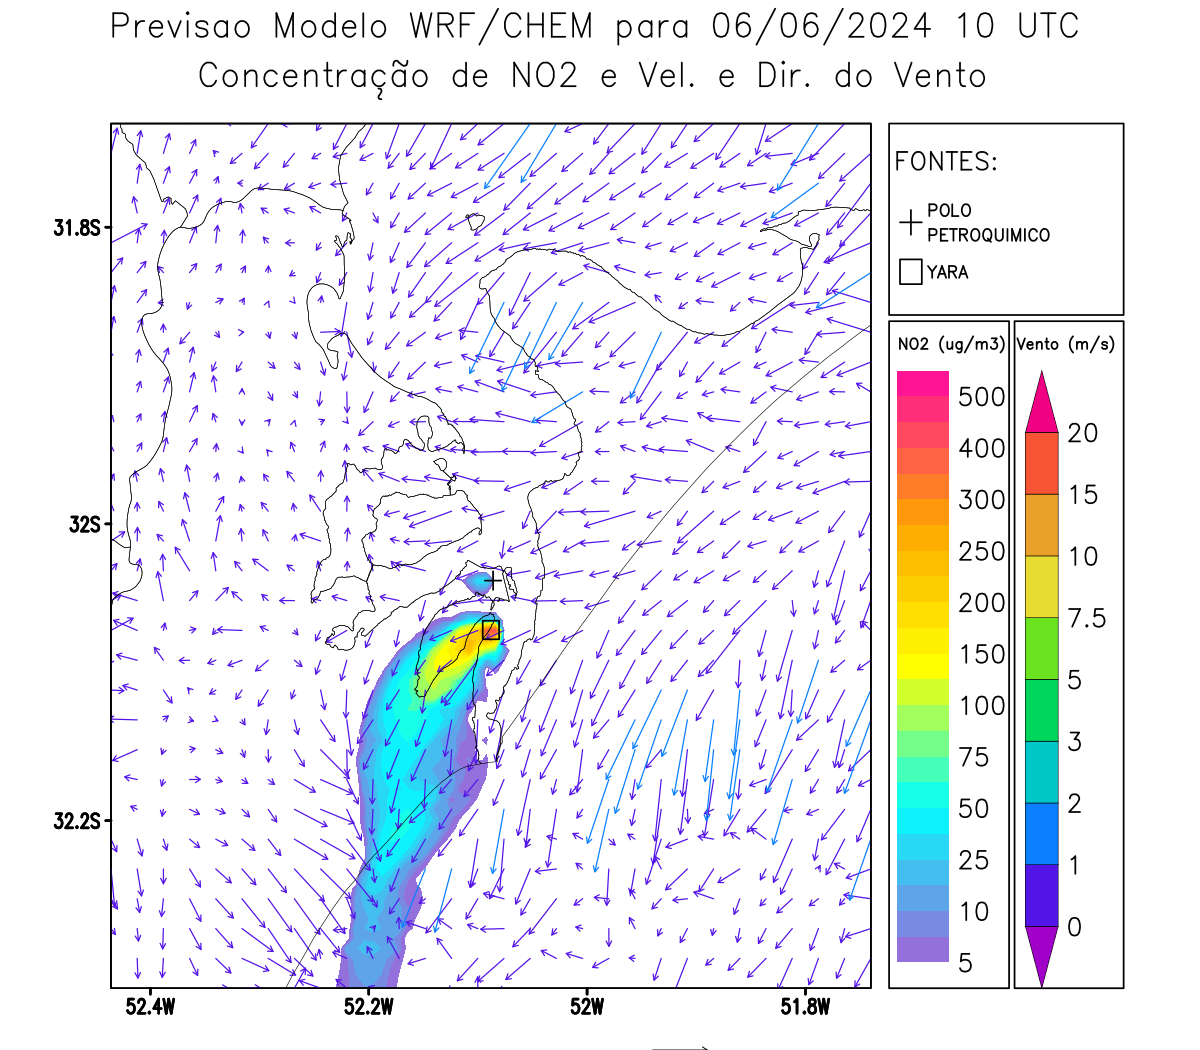 Previsao Modelo WRF/CHEM para 06/06/2024 10 UTC
Concentração de NO2 e Vel. e Dir. do Vento
FONTES:
POLO
PETROQUIMICO
YARA
NO2 (ug/m3)
500
400
300
250
200
150
100
75
50
25
10
5
Vento (m/s)
20
15
10
7.5
5
3
2
1
0
31.8S
32S
32.2S
52.4W
52.2W
52W
51.8W